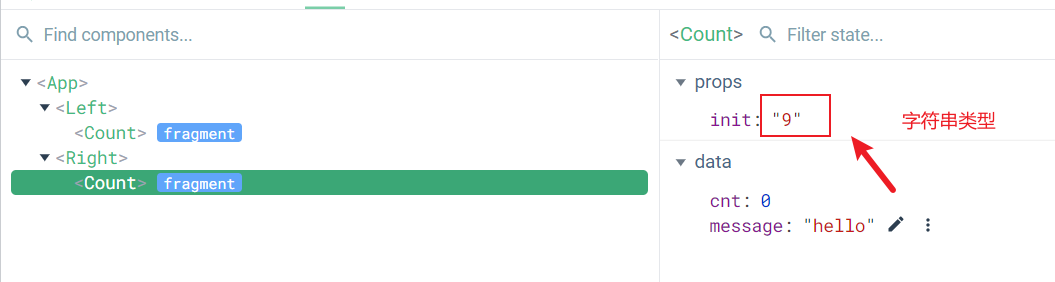 Find components...
<App>
<Left>
<Count> fragment
<Right>
<Count> fragment
<Count> Filter state...
props
init: "9"
字符串类型
data
cnt: 0
message: "hello"